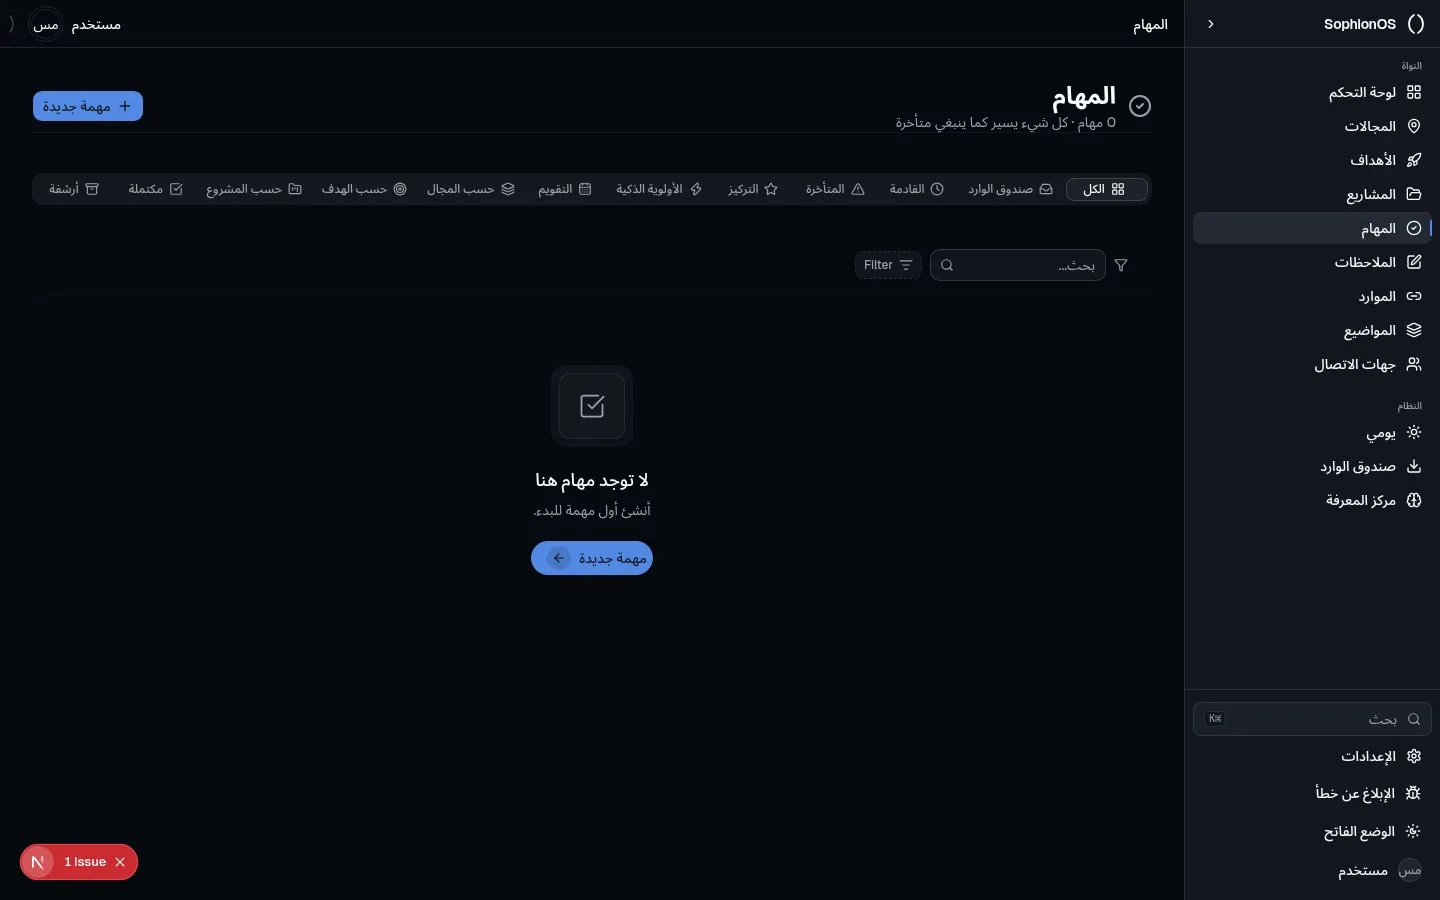 SophionOS
النواة
لوحة التحكم
المجالات
الأهداف
المشاريع
المهام
الملاحظات
الموارد
المواضيع
جهات الاتصال
النظام
يومي
صندوق الوارد
مركز المعرفة
بحث
⌘K
الإعدادات
الإبلاغ عن خطأ
الوضع الفاتح
مس مستخدم
المهام
مستخدم مس
المهام
0 مهام · كل شيء يسير كما ينبغي متأخرة
مهمة جديدة
الكل صندوق الوارد القادمة المتأخرة التركيز الأولوية الذكية التقويم حسب المجال حسب الهدف حسب المشروع مكتملة أرشفة
بحث... Filter
لا توجد مهام هنا
أنشئ أول مهمة للبدء.
مهمة جديدة
N 1 Issue